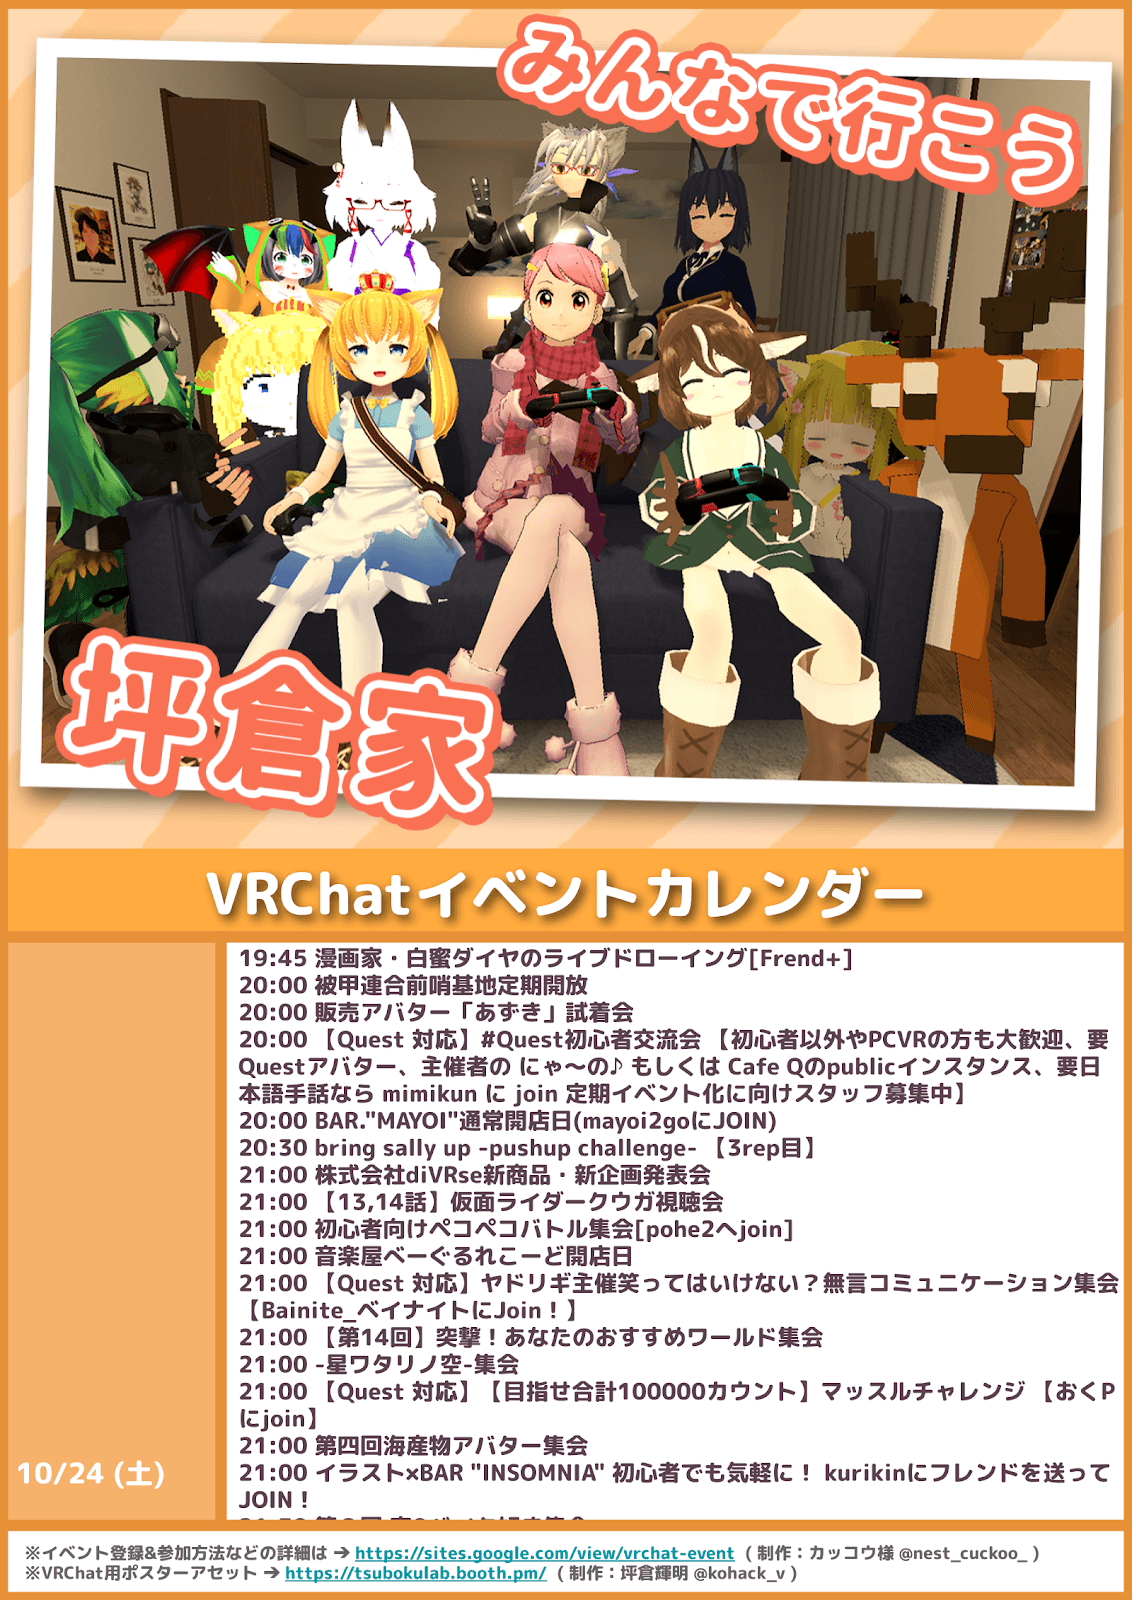 みんなで行こう
坪倉家
VRChatイベントカレンダー
19:45 漫画家・白蜜ダイヤのライブドローイング[Frend+]
20:00 被甲連合前哨基地定期開放
20:00 販売アバター「あずき」試着会
20:00 【Quest 対応】#Quest初心者交流会 【初心者以外やPCVRの方も大歓迎、要
Questアバター、主催者の にゃ～の♪ もしくは Cafe Qのpublicインスタンス、要日
本語手話なら mimikun に join 定期イベント化に向けスタッフ募集中】
20:00 BAR."MAYOI"通常開店日(mayoi2goにJOIN)
20:30 bring sally up -pushup challenge- 【3rep目】
21:00 株式会社diVRse新商品・新企画発表会
21:00 【13,14話】仮面ライダークウガ視聴会
21:00 初心者向けペコペコバトル集会[pohe2へjoin]
21:00 音楽屋べーぐるれこーど開店日
21:00 【Quest 対応】ヤドリギ主催笑ってはいけない？無言コミュニケーション集会
【Bainite_ベイナイトにJoin！】
21:00 【第14回】突撃！あなたのおすすめワールド集会
21:00 -星ワタリノ空-集会
21:00 【Quest 対応】【目指せ合計100000カウント】マッスルチャレンジ 【おくP
にjoin】
21:00 第四回海産物アバター集会
10/24 (土)
21:00 イラスト×BAR "INSOMNIA" 初心者でも気軽に！ kurikinにフレンドを送って
JOIN！
※イベント登録&参加方法などの詳細は ➔ https://sites.google.com/view/vrchat-event （制作：カッコウ様 @nest_cuckoo_ ）
※VRChat用ポスターアセット ➔ https://tsubokulab.booth.pm/ （制作：坪倉輝明 @kohack_v ）